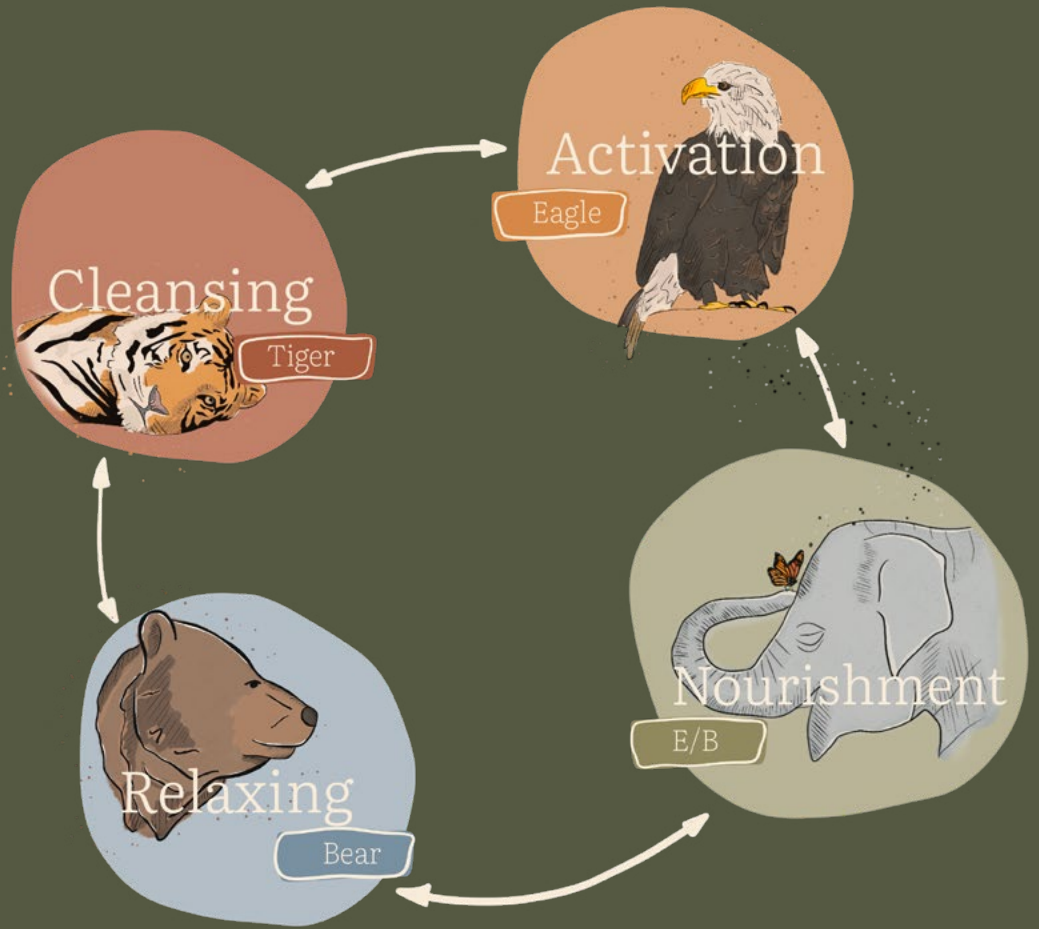 Activation
Eagle
Cleansing
Tiger
Nourishment
E/B
Relaxing
Bear